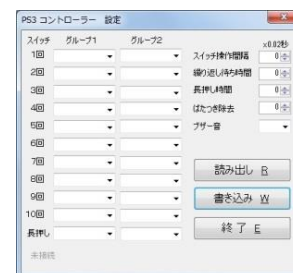 PS3 コントローラー 設定
スイッチ グループ1 グループ2
×0.02秒
1回
スイッチ操作間隔 0
2回
繰り返し待ち時間 0
3回
長押し時間 0
4回
ばたつき除去 0
5回
ブザー音
6回
7回
読み出し R
8回
9回
書き込み W
10回
終了 E
長押し
未接続